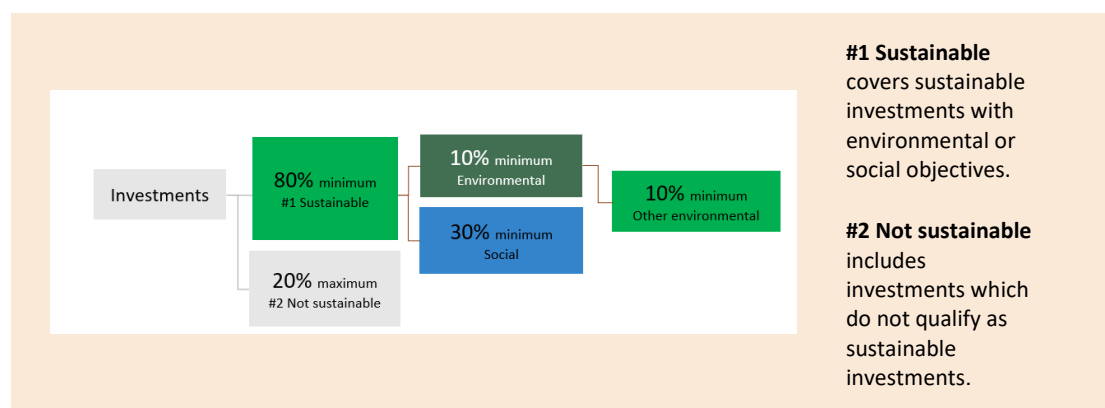 Investments
80% minimum
#1 Sustainable
20% maximum
#2 Not sustainable
10% minimum
Environmental
30% minimum
Social
10% minimum
Other environmental
#1 Sustainable
covers sustainable
investments with
environmental or
social objectives.
#2 Not sustainable
includes
investments which
do not qualify as
sustainable
investments.